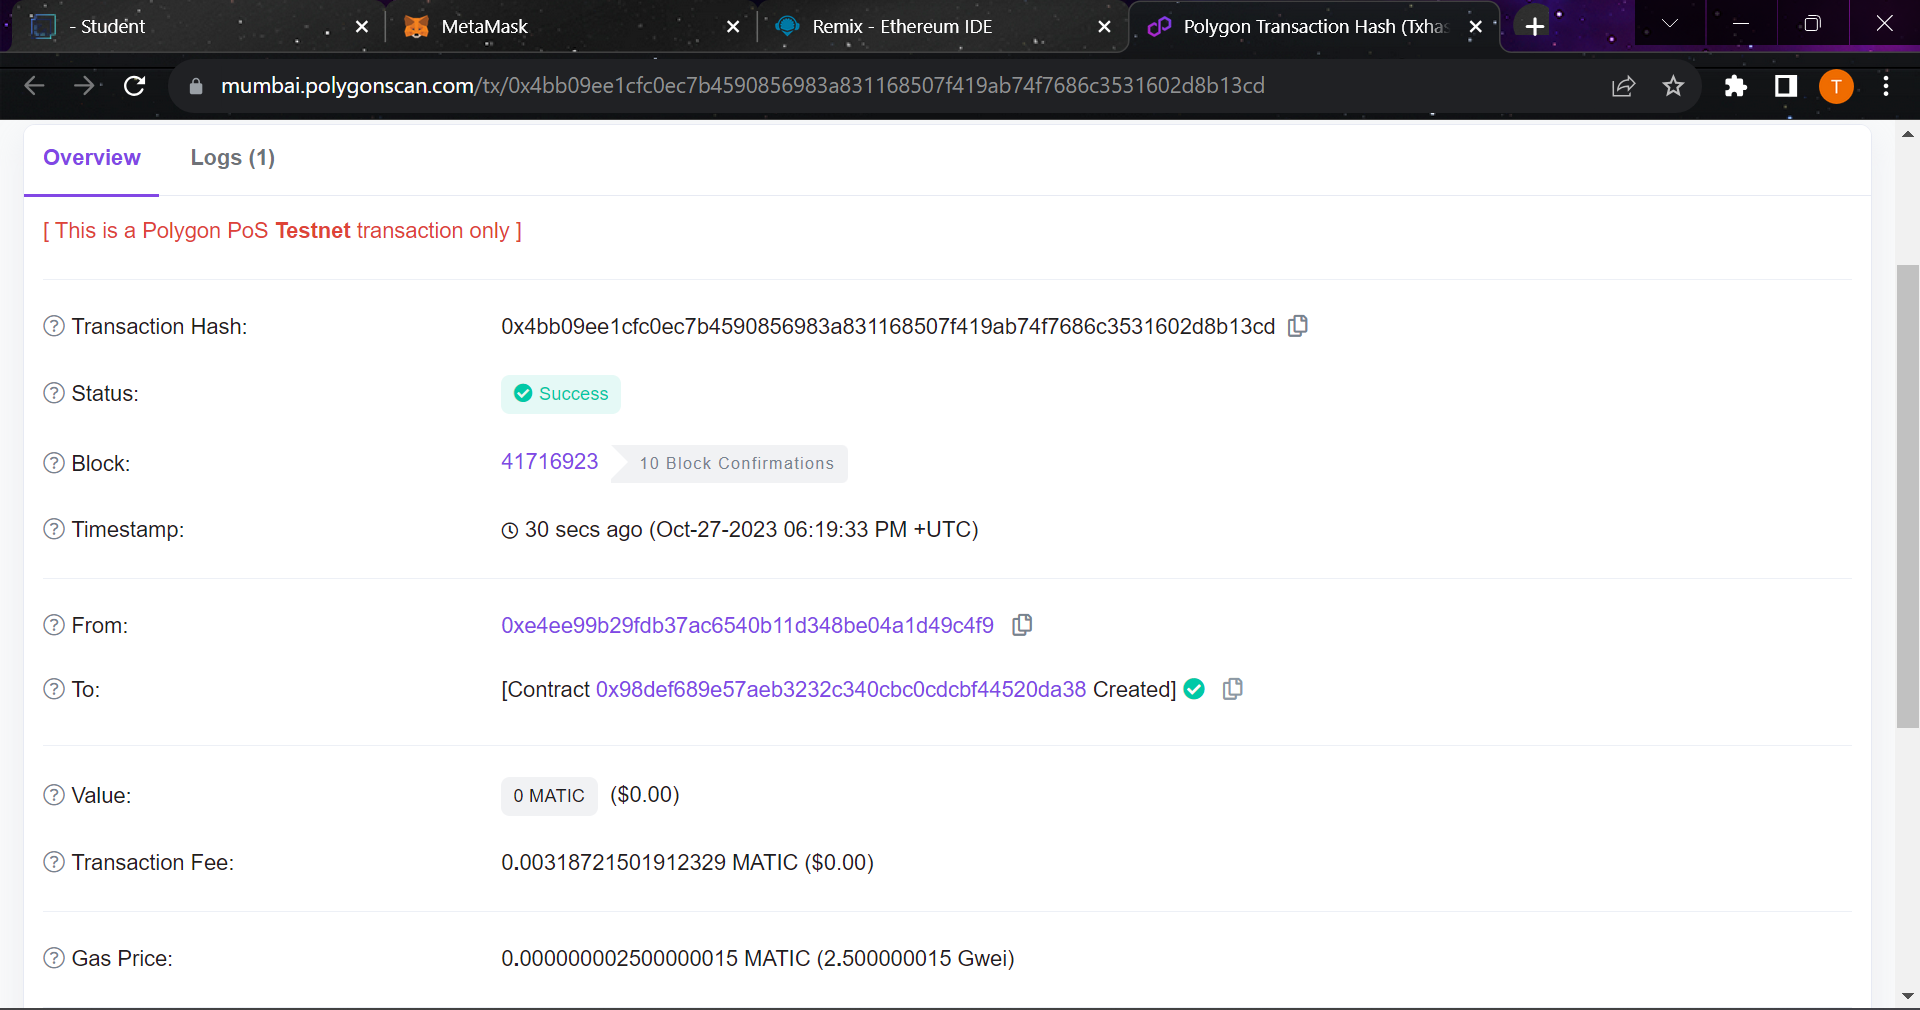 - Student
MetaMask
Remix - Ethereum IDE
Polygon Transaction Hash (Txhas
mumbai.polygonscan.com/tx/0x4bb09ee1cfc0ec7b4590856983a831168507f419ab74f7686c3531602d8b13cd
T
Overview
Logs (1)
[ This is a Polygon PoS Testnet transaction only ]
Transaction Hash:
0x4bb09ee1cfc0ec7b4590856983a831168507f419ab74f7686c3531602d8b13cd
Status:
Success
Block:
41716923
10 Block Confirmations
Timestamp:
30 secs ago (Oct-27-2023 06:19:33 PM +UTC)
From:
0xe4ee99b29fdb37ac6540b11d348be04a1d49c4f9
To:
[Contract 0x98def689e57aeb3232c340cbc0cdcbf44520da38 Created]
Value:
0 MATIC ($0.00)
Transaction Fee:
0.00318721501912329 MATIC ($0.00)
Gas Price:
0.000000002500000015 MATIC (2.500000015 Gwei)